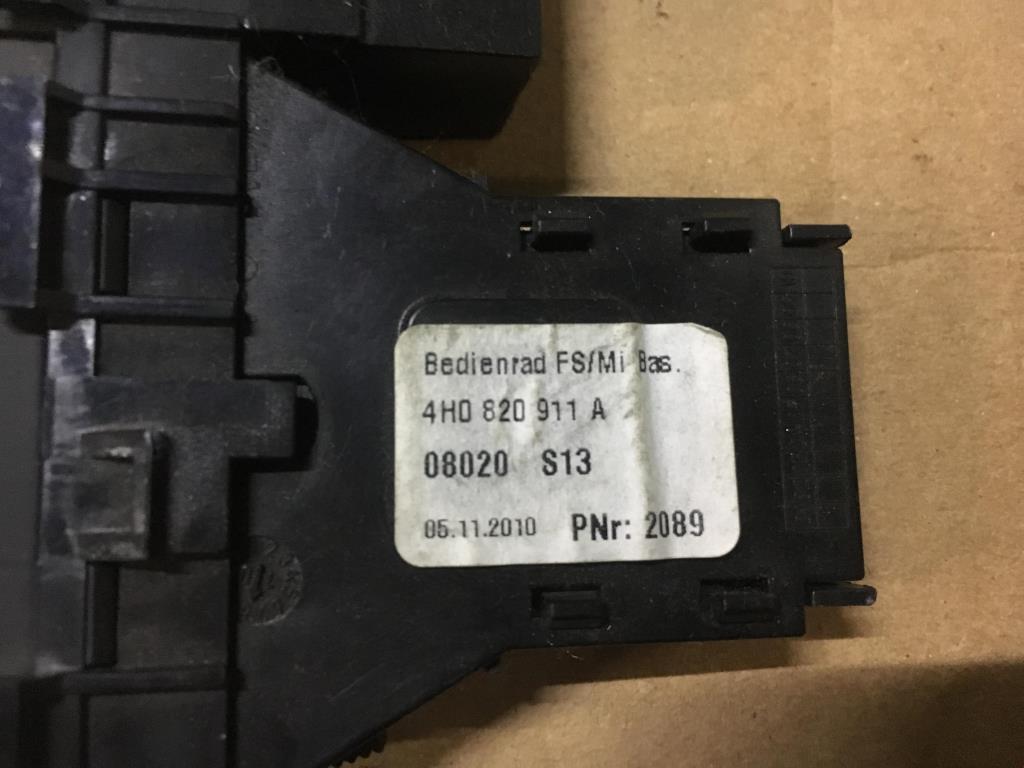 Bedienrad FS/Mi Bas.
4H0 820 911 A
08020 S13
05.11.2010 PNr: 2089